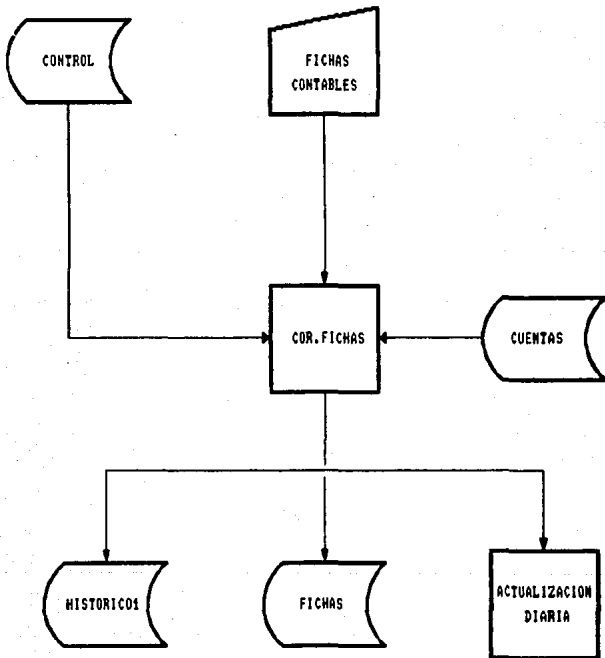 CONTROL
FICHAS
CONTABLES
COR.FICHAS
CUENTAS
HISTORICO1
FICHAS
ACTUALIZACION
DIARIA